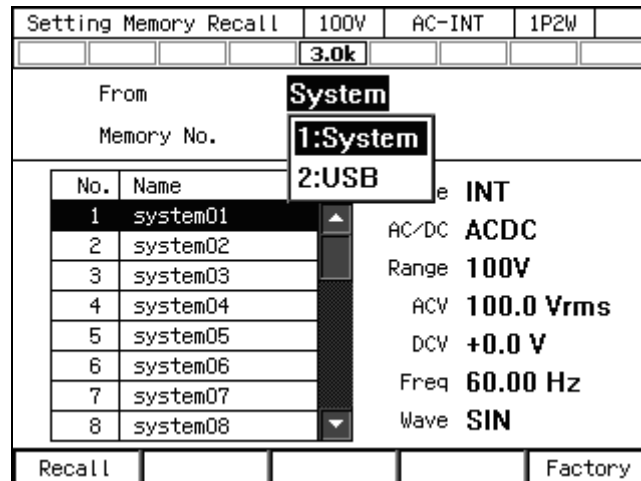 Setting Memory Recall 100V AC-INT 1P2W
3.0k
From System
Memory No. 1:System
2:USB
No. Name e INT
1 system01
AC/DC ACDC
2 system02
3 system03 Range 100V
4 system04 ACV 100.0 Vrms
5 system05 DCV +0.0 V
6 system06 Freq 60.00 Hz
7 system07
8 system08 Wave SIN
Recall Factory